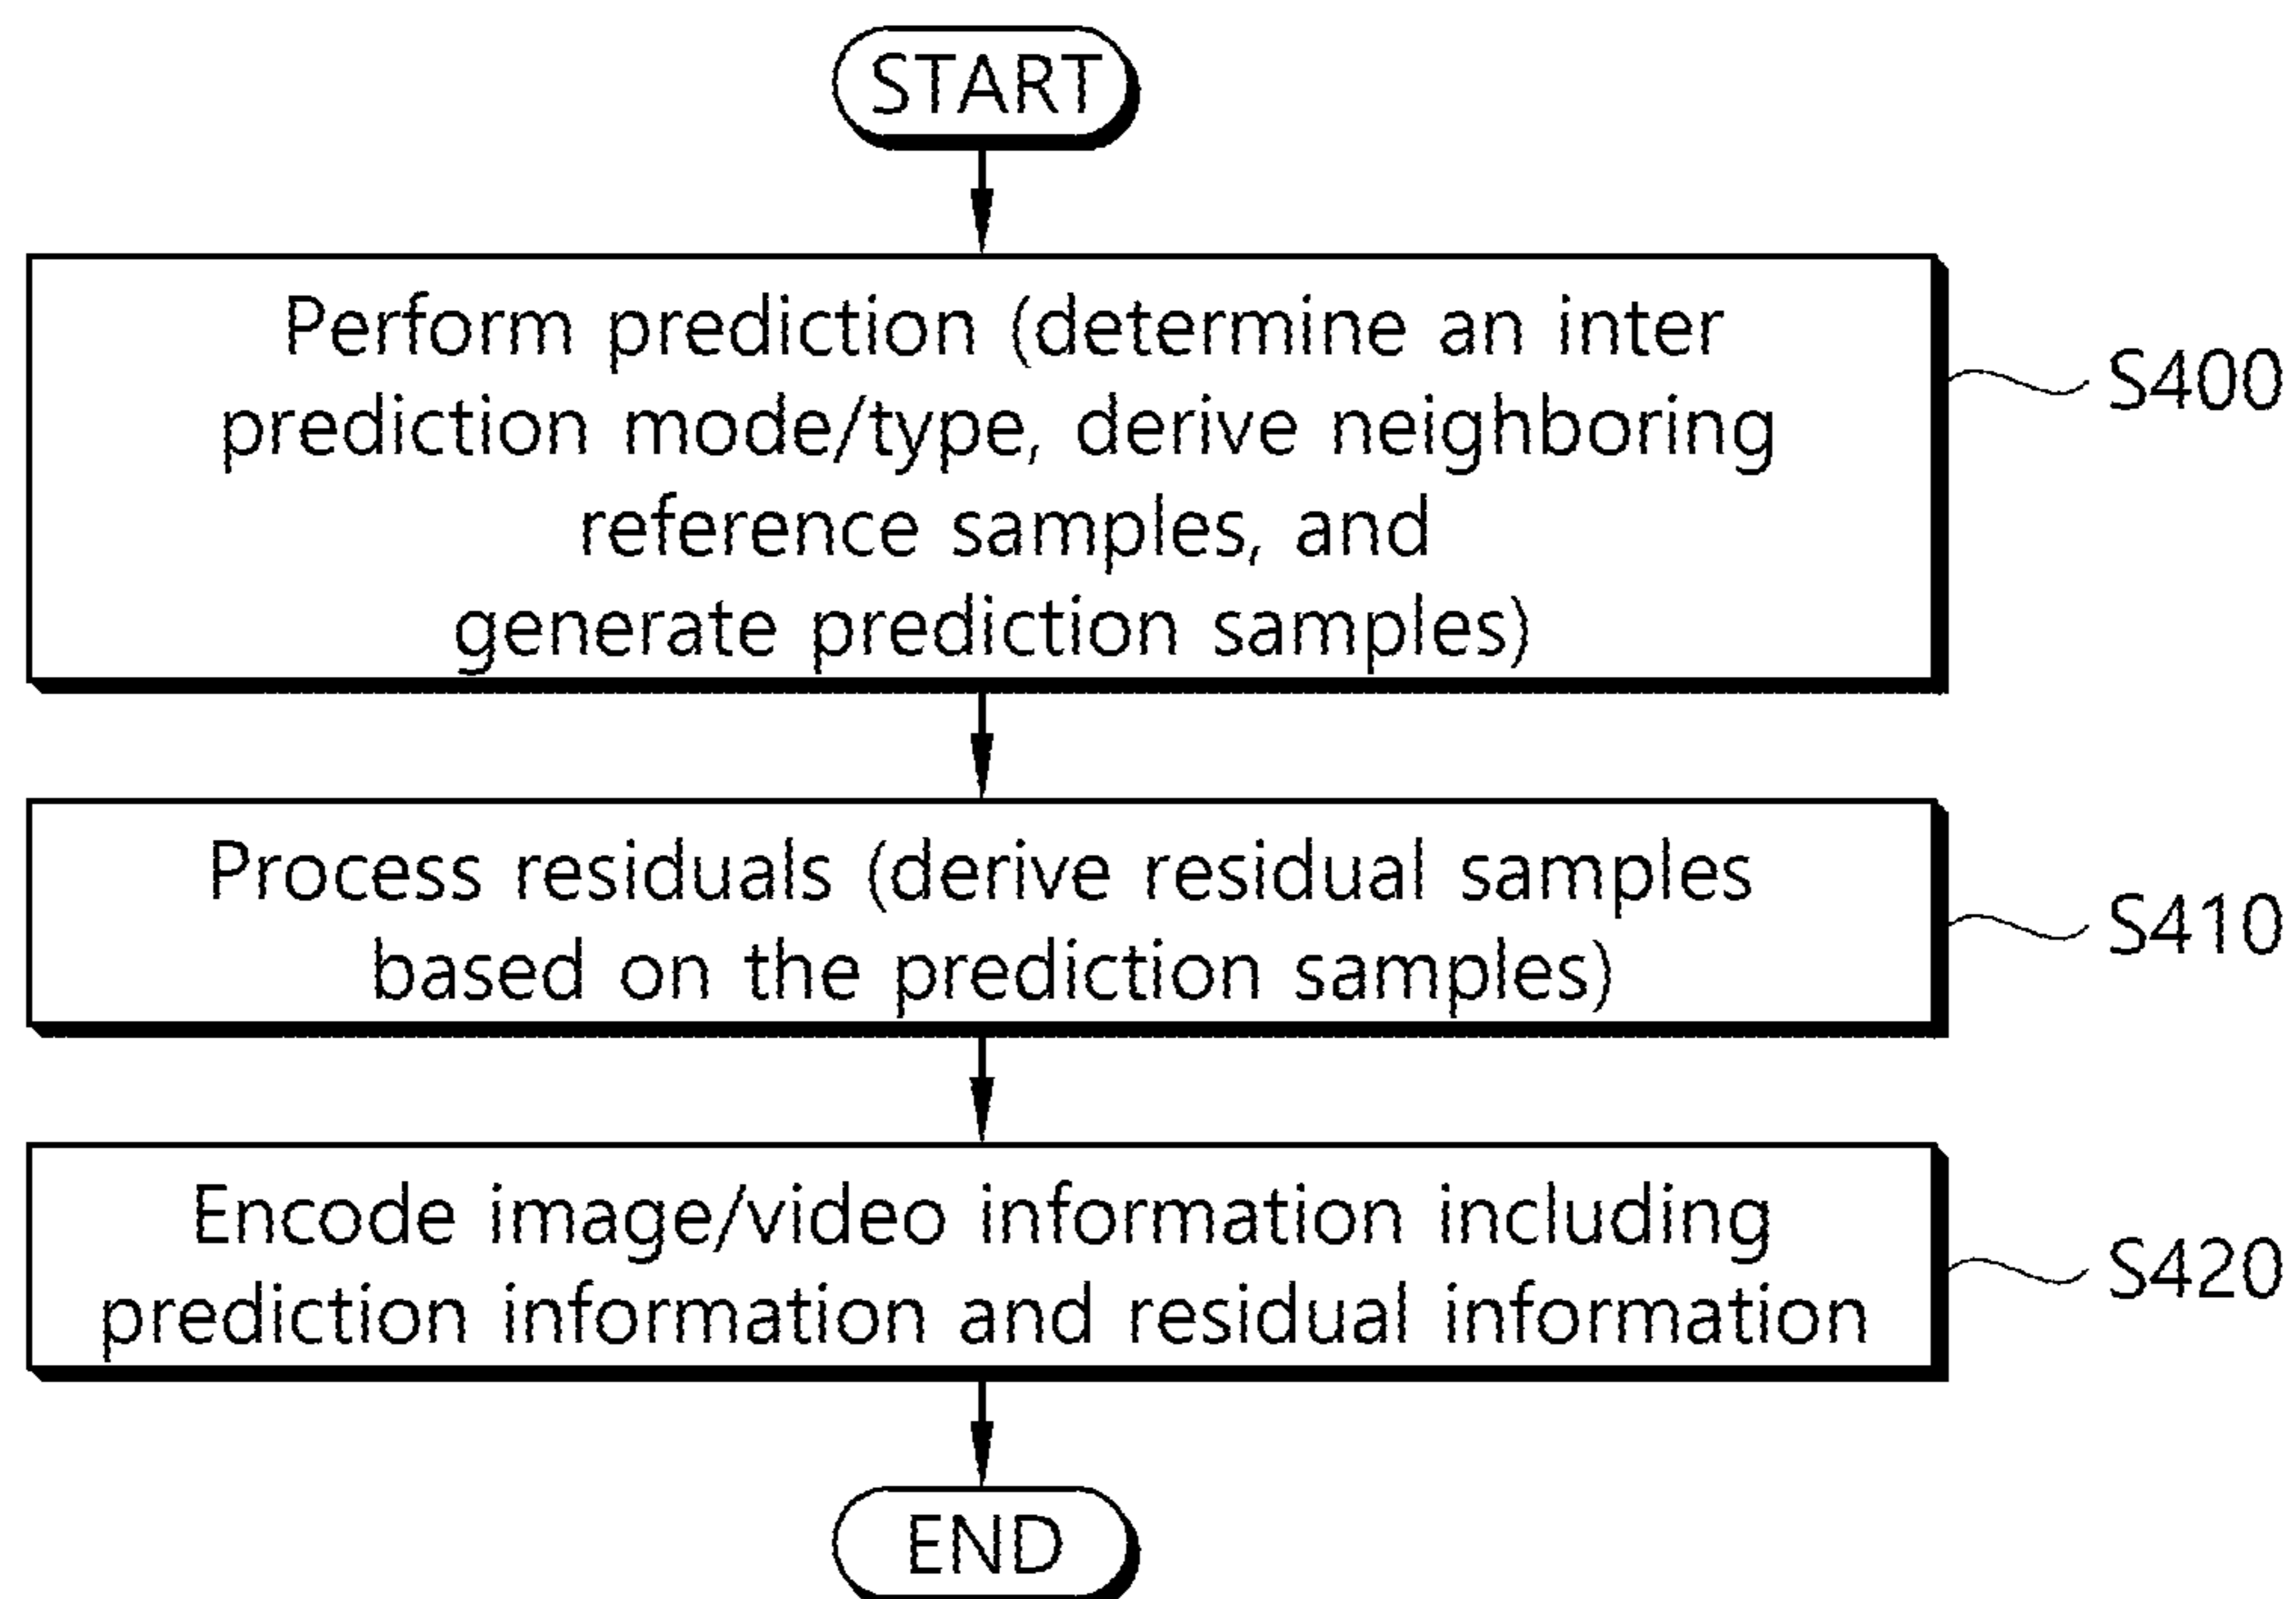 START
Perform prediction (determine an inter
prediction mode/type, derive neighboring
reference samples, and
generate prediction samples)
S400
Process residuals (derive residual samples
based on the prediction samples)
S410
Encode image/video information including
prediction information and residual information
S420
END